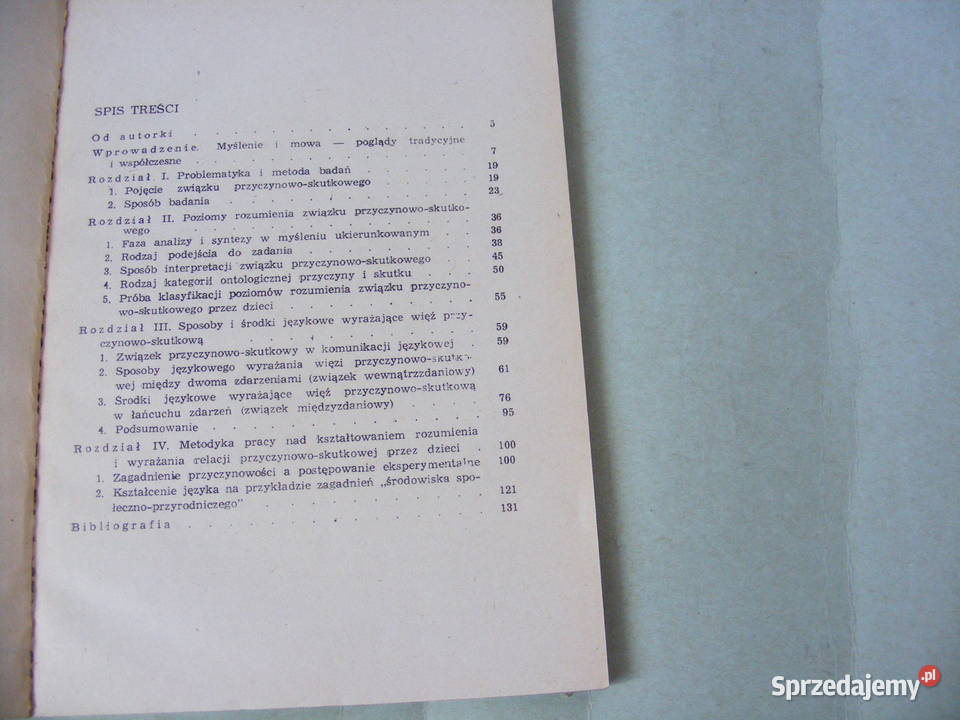 SPIS TREŚCI
Od autorki . . . . . . . . . . . . . 5
Wprowadzenie. Myślenie i mowa — poglądy tradycyjne
i współczesne . . . . . . . . . . . . 7
Rozdział I. Problematyka i metoda badań . . . . 19
1. Pojęcie związku przyczynowo-skutkowego . . . . 19
2. Sposób badania . . . . . . . . . . 23
Rozdział II. Poziomy rozumienia związku przyczynowo-skutko-
wego . . . . . . . . . . . . . 36
1. Faza analizy i syntezy w myśleniu ukierunkowanym . . 36
2. Rodzaj podejścia do zadania . . . . . . . 38
3. Sposób interpretacji związku przyczynowo-skutkowego . . 45
4. Rodzaj kategorii ontologicznej przyczyny i skutku . . . 50
5. Próba klasyfikacji poziomów rozumienia związku przyczyno-
wo-skutkowego przez dzieci . . . . . . . 55
Rozdział III. Sposoby i środki językowe wyrażające więź przy-
czynowo-skutkową . . . . . . . . . . 59
1. Związek przyczynowo-skutkowy w komunikacji językowej . 59
2. Sposoby językowego wyrażania więzi przyczynowo-skutko-
wej między dwoma zdarzeniami (związek wewnątrzzdaniowy) 61
3. Środki językowe wyrażające więź przyczynowo-skutkową
w łańcuchu zdarzeń (związek międzyzdaniowy) . . . . 76
4. Podsumowanie . . . . . . . . . . . 95
Rozdział IV. Metodyka pracy nad kształtowaniem rozumienia
i wyrażania relacji przyczynowo-skutkowej przez dzieci . 100
1. Zagadnienie przyczynowości a postępowanie eksperymentalne 100
2. Kształcenie języka na przykładzie zagadnień „środowiska spo-
łeczno-przyrodniczego” . . . . . . . . . 121
Bibliografia . . . . . . . . . . . . . 131
Sprzedajemy.pl